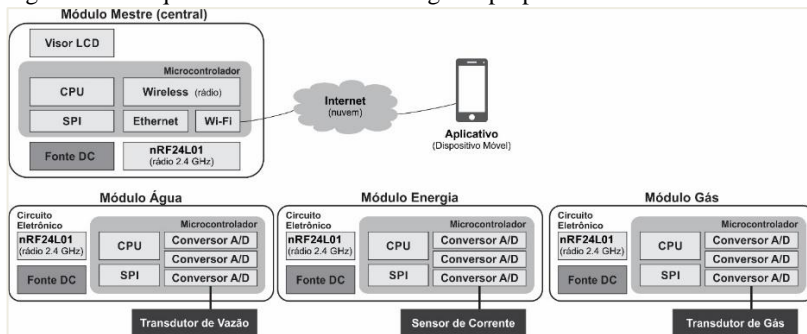 Módulo Mestre (central)
Visor LCD
Microcontrolador
CPU
Wireless (rádio)
SPI
Ethernet
Wi-Fi
Fonte DC
nRF24L01
(rádio 2.4 GHz)
Internet
(nuvem)
Aplicativo
(Dispositivo Móvel)
Módulo Água
Circuito
Eletrônico
nRF24L01
(rádio 2.4 GHz)
Fonte DC
Microcontrolador
CPU
SPI
Conversor A/D
Conversor A/D
Conversor A/D
Transdutor de Vazão
Módulo Energia
Circuito
Eletrônico
nRF24L01
(rádio 2.4 GHz)
Fonte DC
Microcontrolador
CPU
SPI
Conversor A/D
Conversor A/D
Conversor A/D
Sensor de Corrente
Módulo Gás
Circuito
Eletrônico
nRF24L01
(rádio 2.4 GHz)
Fonte DC
Microcontrolador
CPU
SPI
Conversor A/D
Conversor A/D
Conversor A/D
Transdutor de Gás